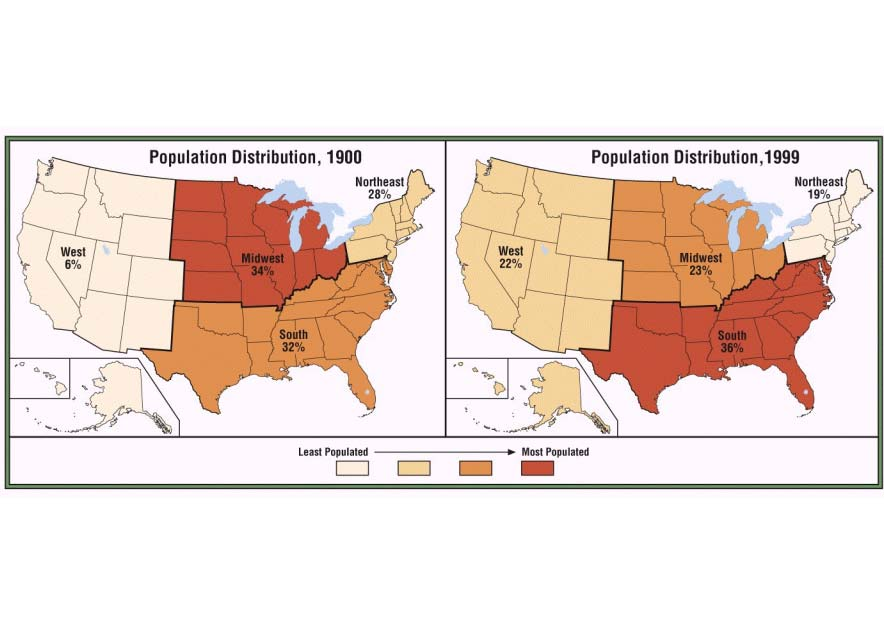 Population Distribution, 1900
Northeast
28%
West
6%
Midwest
34%
South
32%
Population Distribution,1999
Northeast
19%
West
22%
Midwest
23%
South
36%
Least Populated
Most Populated